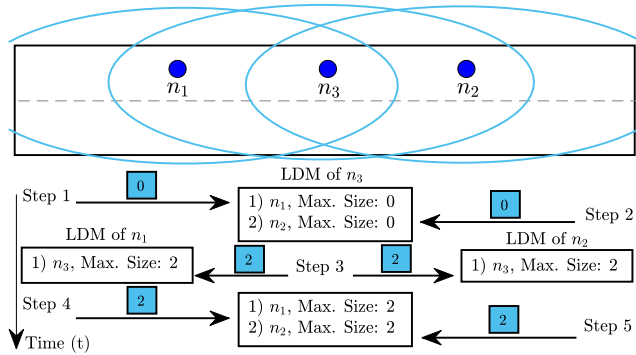 n₁ n₃ n₂
LDM of n₃
Step 1 0
1) n₁, Max. Size: 0
2) n₂, Max. Size: 0
0 Step 2
LDM of n₁
LDM of n₂
1) n₃, Max. Size: 2
2 Step 3 2
1) n₃, Max. Size: 2
Step 4 2
1) n₁, Max. Size: 2
2) n₂, Max. Size: 2
2 Step 5
Time (t)